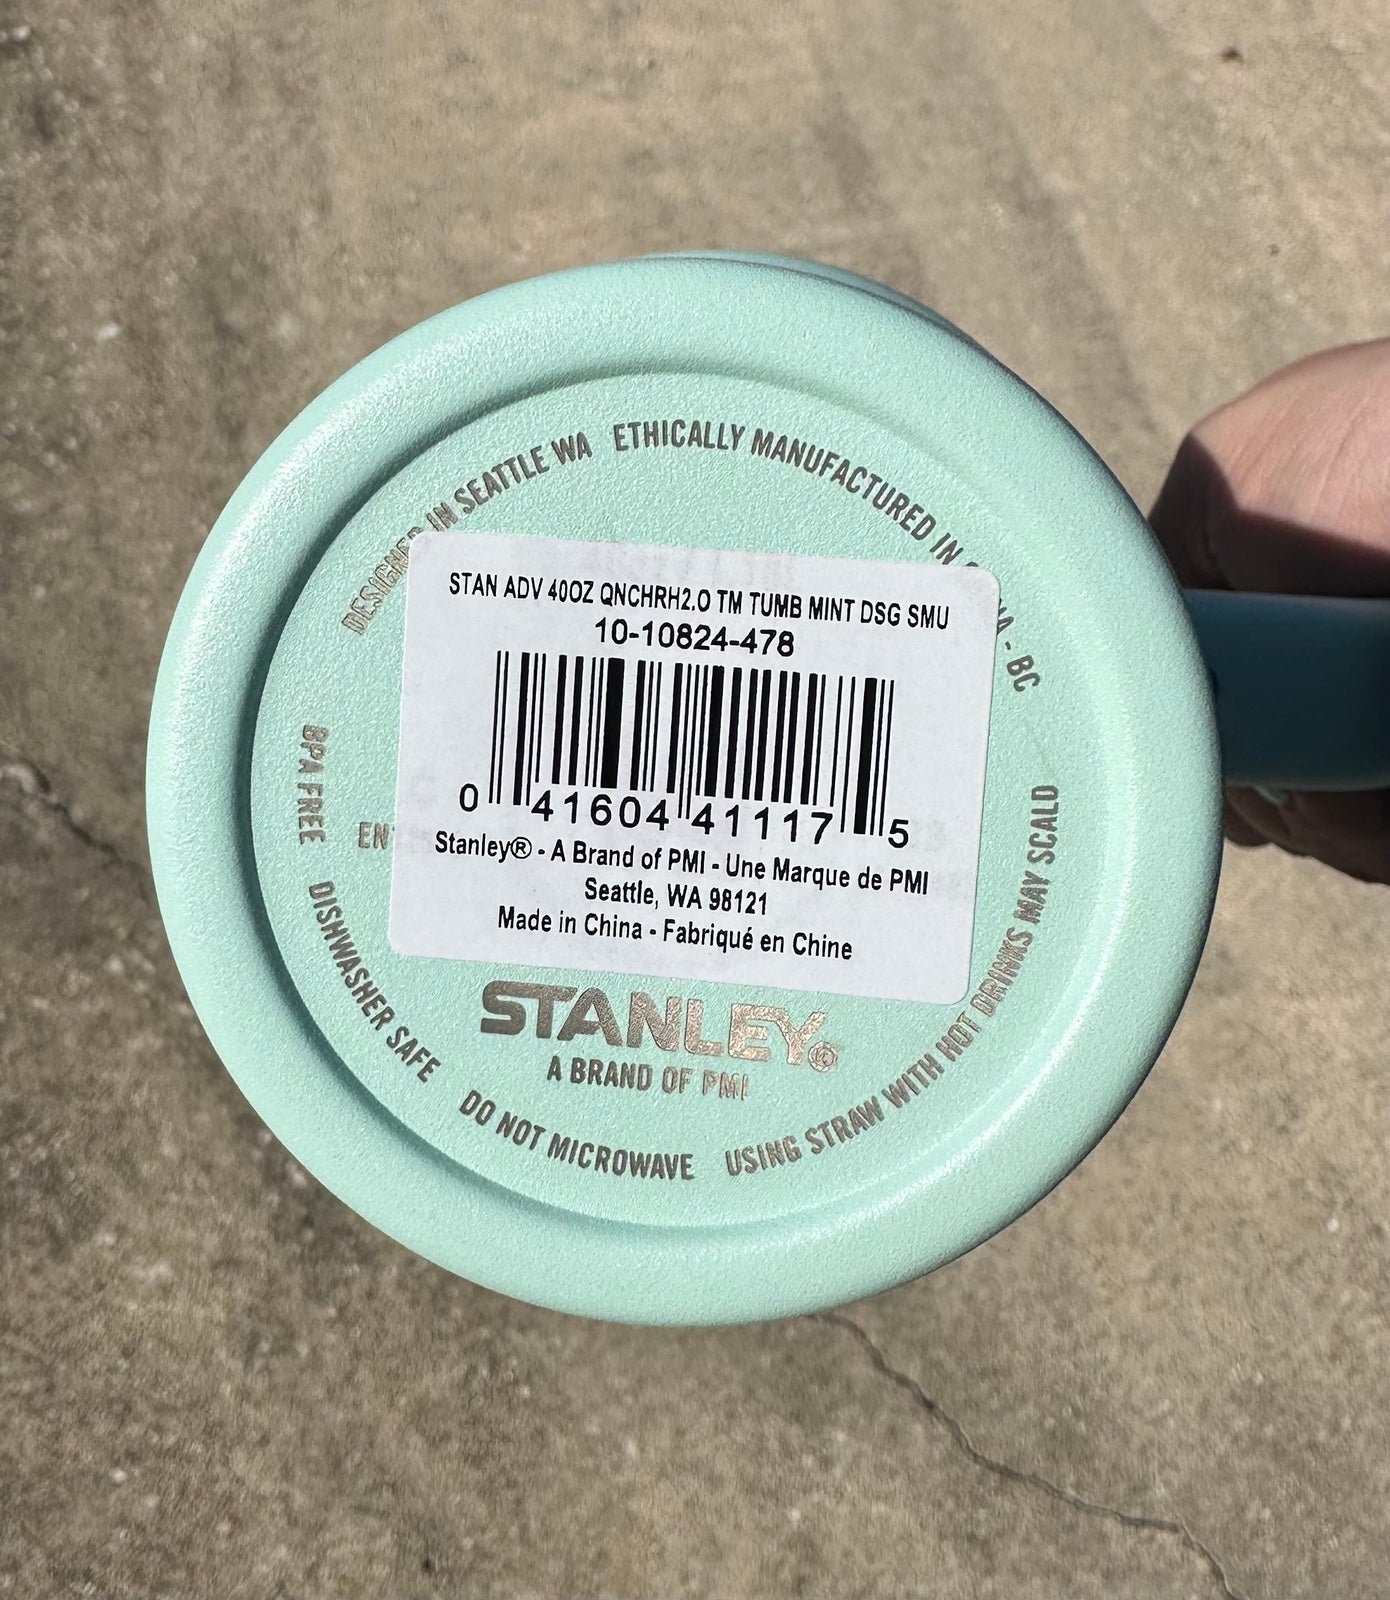 DESIGNED IN SEATTLE WA
ETHICALLY MANUFACTURED IN
- BC
STAN ADV 40OZ QNCHRH2.O TM TUMB MINT DSG SMU
10-10824-478
0 41604 41117 5
Stanley® - A Brand of PMI - Une Marque de PMI
Seattle, WA 98121
Made in China - Fabriqué en Chine
BPA FREE
STANLEY®
A BRAND OF PMI
DISHWASHER SAFE
DO NOT MICROWAVE
USING STRAW WITH HOT DRINKS MAY SCALD